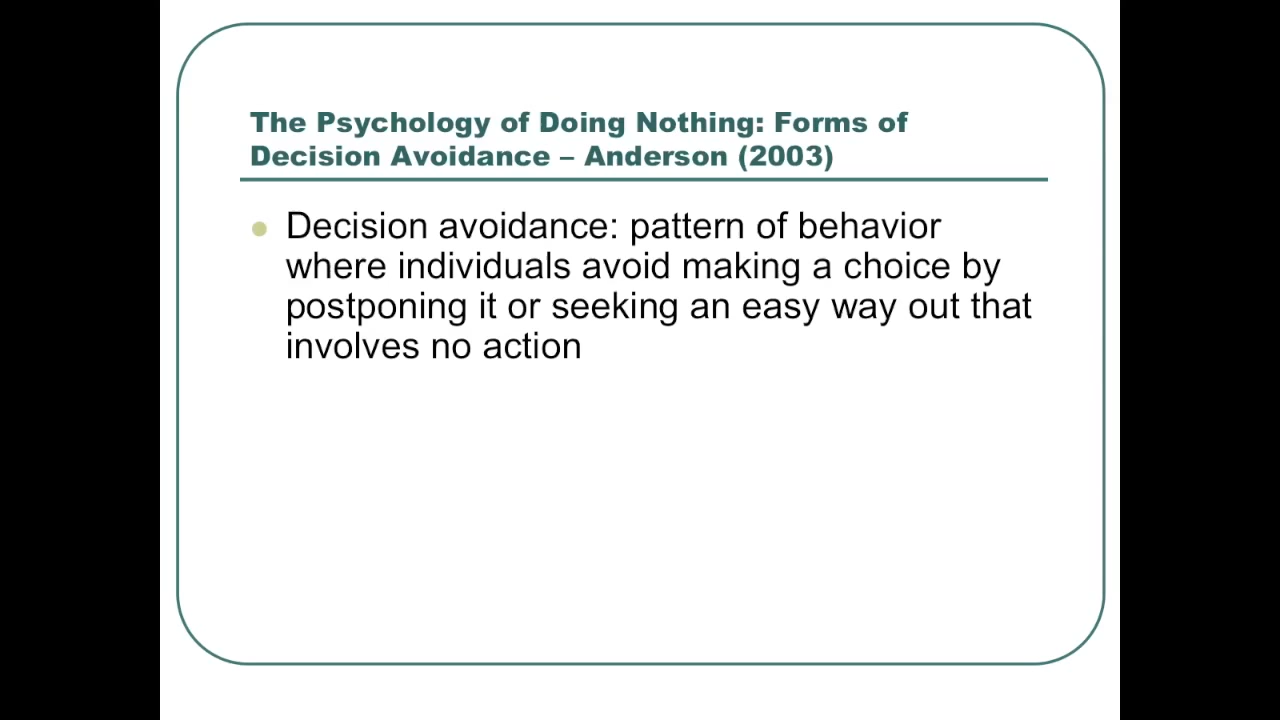 The Psychology of Doing Nothing: Forms of
Decision Avoidance – Anderson (2003)
Decision avoidance: pattern of behavior
where individuals avoid making a choice by
postponing it or seeking an easy way out that
involves no action